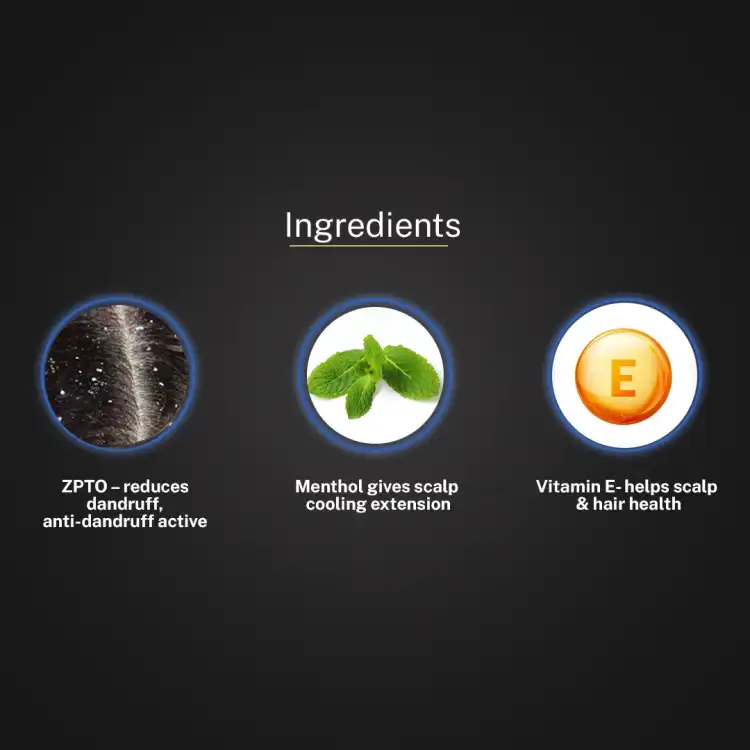 Ingredients
ZPTO – reduces
dandruff,
anti-dandruff active
Menthol gives scalp
cooling extension
E
Vitamin E- helps scalp
& hair health